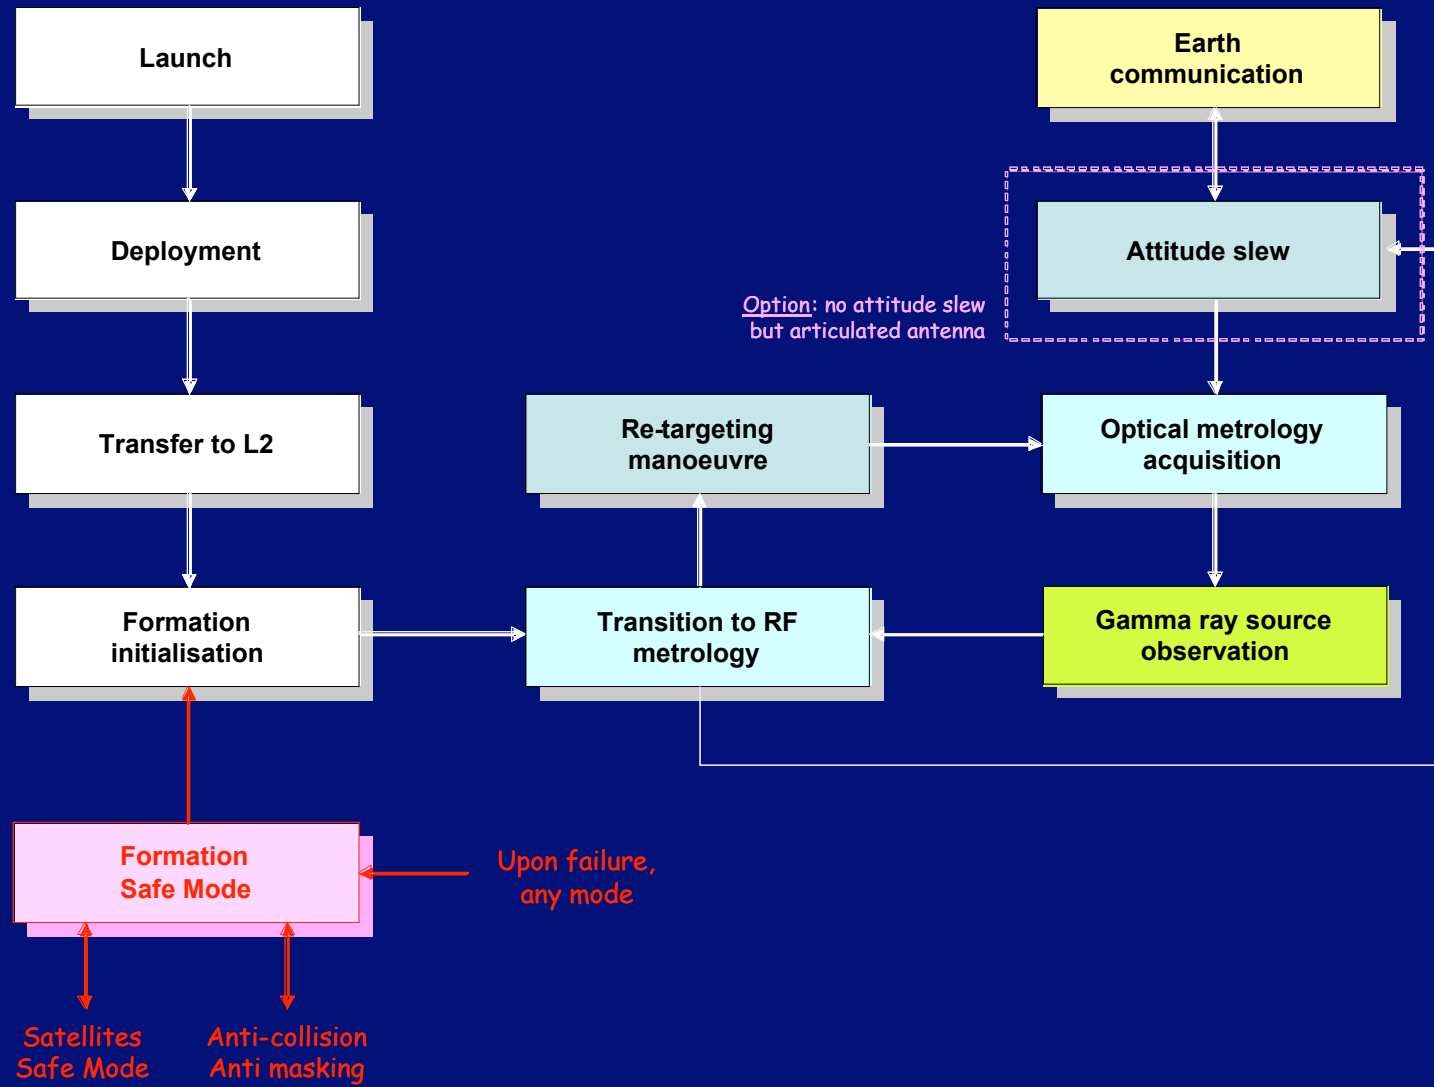 Launch
Earth
communication
Deployment
Attitude slew
Option: no attitude slew
but articulated antenna
Transfer to L2
Re-targeting
manoeuvre
Optical metrology
acquisition
Formation
initialisation
Transition to RF
metrology
Gamma ray source
observation
Formation
Safe Mode
Upon failure,
any mode
Satellites
Safe Mode
Anti-collision
Anti masking